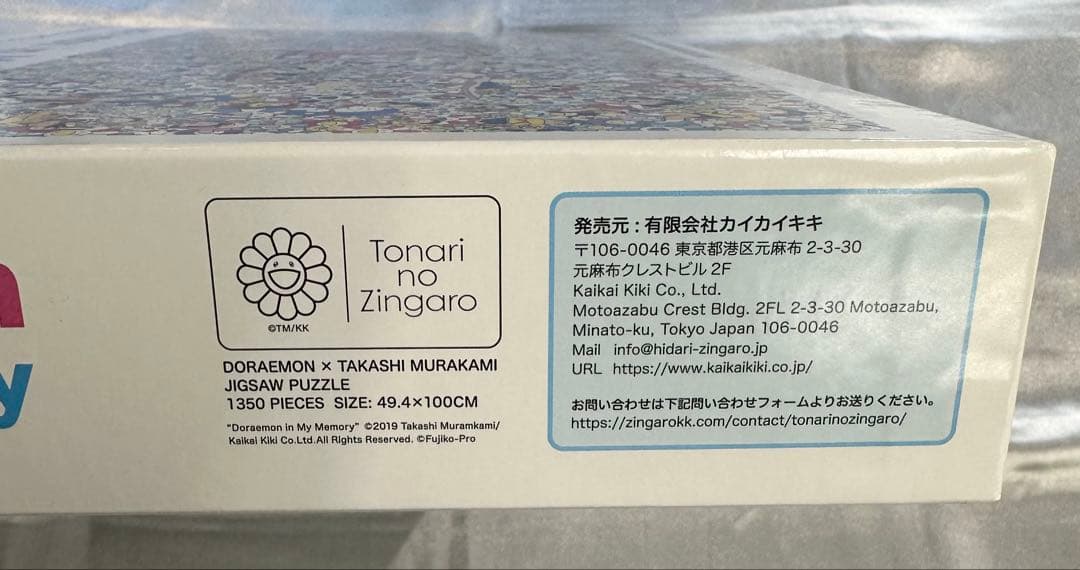 Tonari
no
Zingaro
©TM/KK
DORAEMON × TAKASHI MURAKAMI
JIGSAW PUZZLE
1350 PIECES SIZE: 49.4×100CM
"Doraemon in My Memory" ©2019 Takashi Muramkami/
Kaikai Kiki Co.Ltd.All Rights Reserved. ©Fujiko-Pro
発売元 : 有限会社カイカイキキ
〒106-0046 東京都港区元麻布 2-3-30
元麻布クレストビル 2F
Kaikai Kiki Co., Ltd.
Motoazabu Crest Bldg. 2FL 2-3-30 Motoazabu,
Minato-ku, Tokyo Japan 106-0046
Mail info@hidari-zingaro.jp
URL https://www.kaikaikiki.co.jp/
お問い合わせは下記問い合わせフォームよりお送りください。
https://zingarokk.com/contact/tonarinozingaro/